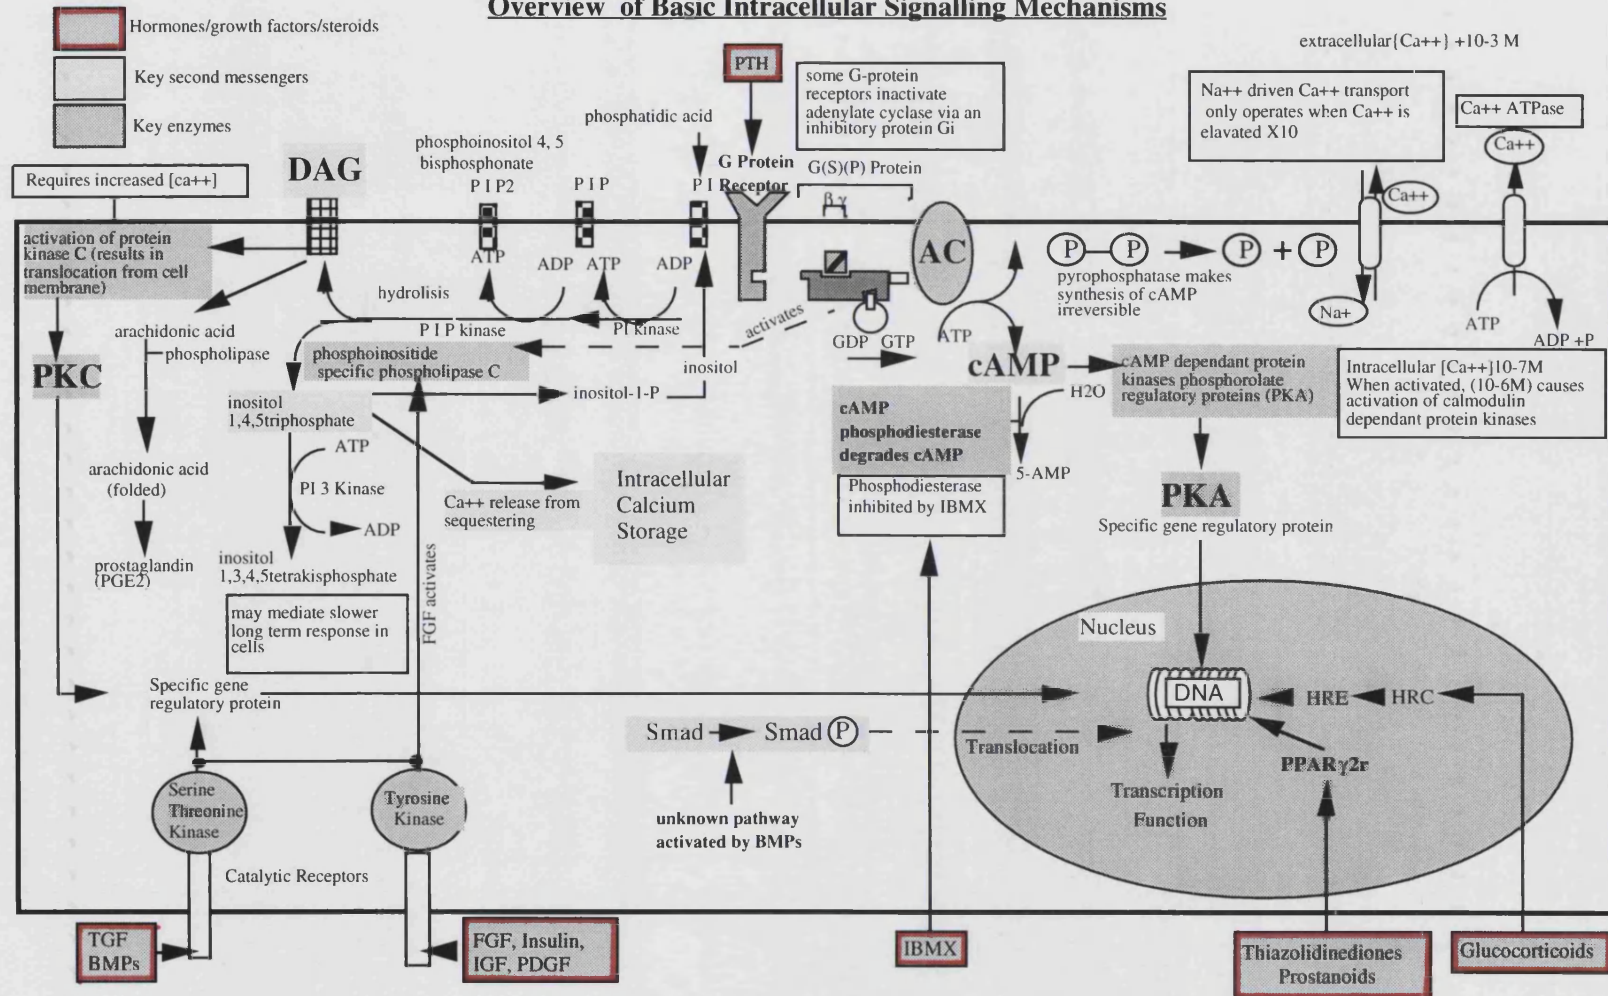 Overview of Basic Intracellular Signalling Mechanisms
Hormones/growth factors/steroids
Key second messengers
Key enzymes
extracellular{Ca++} +10-3 M
PTH
some G-protein
receptors inactivate
adenylate cyclase via an
inhibitory protein Gi
Na++ driven Ca++ transport
only operates when Ca++ is
elavated X10
Ca++ ATPase
Ca++
Ca++
phosphatidic acid
phosphoinositol 4, 5
bisphosphonate
G Protein
Receptor
G(S)(P) Protein
β γ
Requires increased [ca++]
DAG
P I P2
P I P
P I
activation of protein
kinase C (results in
translocation from cell
membrane)
ATP
ADP
ATP
ADP
AC
P
P
P
+
P
pyrophosphatase makes
synthesis of cAMP
irreversible
Na+
ATP
ADP +P
hydrolisis
P I P kinase
PI kinase
activates
GDP
GTP
ATP
arachidonic acid
phospholipase
PKC
phosphoinositide
specific phospholipase C
inositol
inositol-1-P
cAMP
H2O
cAMP dependant protein
kinases phosphorolate
regulatory proteins (PKA)
Intracellular [Ca++]10-7M
When activated, (10-6M) causes
activation of calmodulin
dependant protein kinases
inositol
1,4,5triphosphate
cAMP
phosphodiesterase
degrades cAMP
5-AMP
Phosphodiesterase
inhibited by IBMX
ATP
PI 3 Kinase
ADP
arachidonic acid
(folded)
Ca++ release from
sequestering
Intracellular
Calcium
Storage
PKA
Specific gene regulatory protein
prostaglandin
(PGE2)
inositol
1,3,4,5tetrakisphosphate
may mediate slower
long term response in
cells
FGF activates
Nucleus
Specific gene
regulatory protein
DNA
HRE
HRC
Smad
Smad
P
Translocation
PPARγ2r
Transcription
Function
unknown pathway
activated by BMPs
Serine
Threonine
Kinase
Tyrosine
Kinase
Catalytic Receptors
TGF
BMPs
FGF, Insulin,
IGF, PDGF
IBMX
Thiazolidinediones
Prostanoids
Glucocorticoids